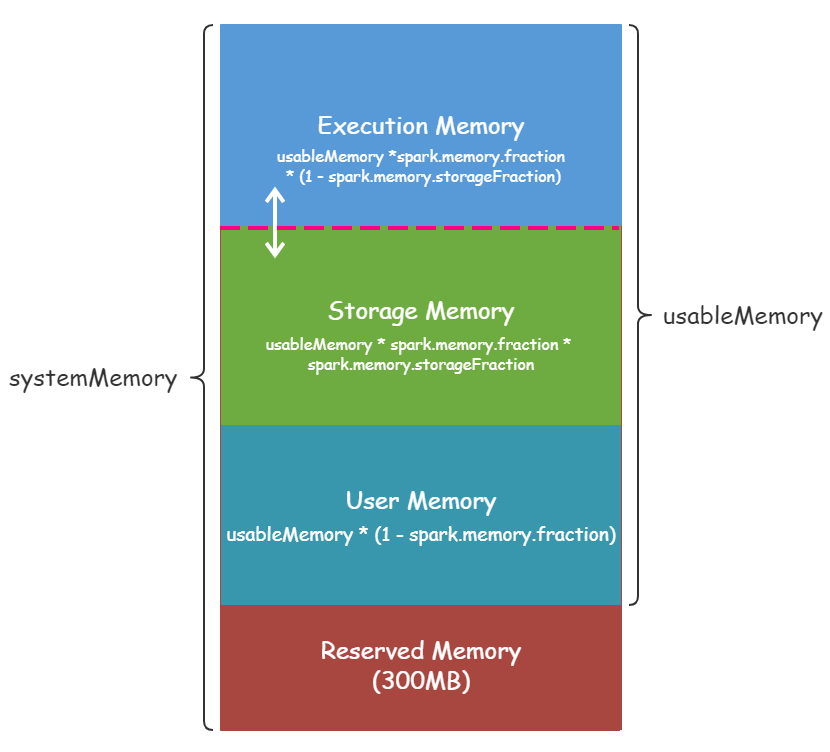 Execution Memory
usableMemory *spark.memory.fraction
* (1 - spark.memory.storageFraction)
Storage Memory
usableMemory * spark.memory.fraction *
spark.memory.storageFraction
usableMemory
systemMemory
User Memory
usableMemory * (1 - spark.memory.fraction)
Reserved Memory
(300MB)